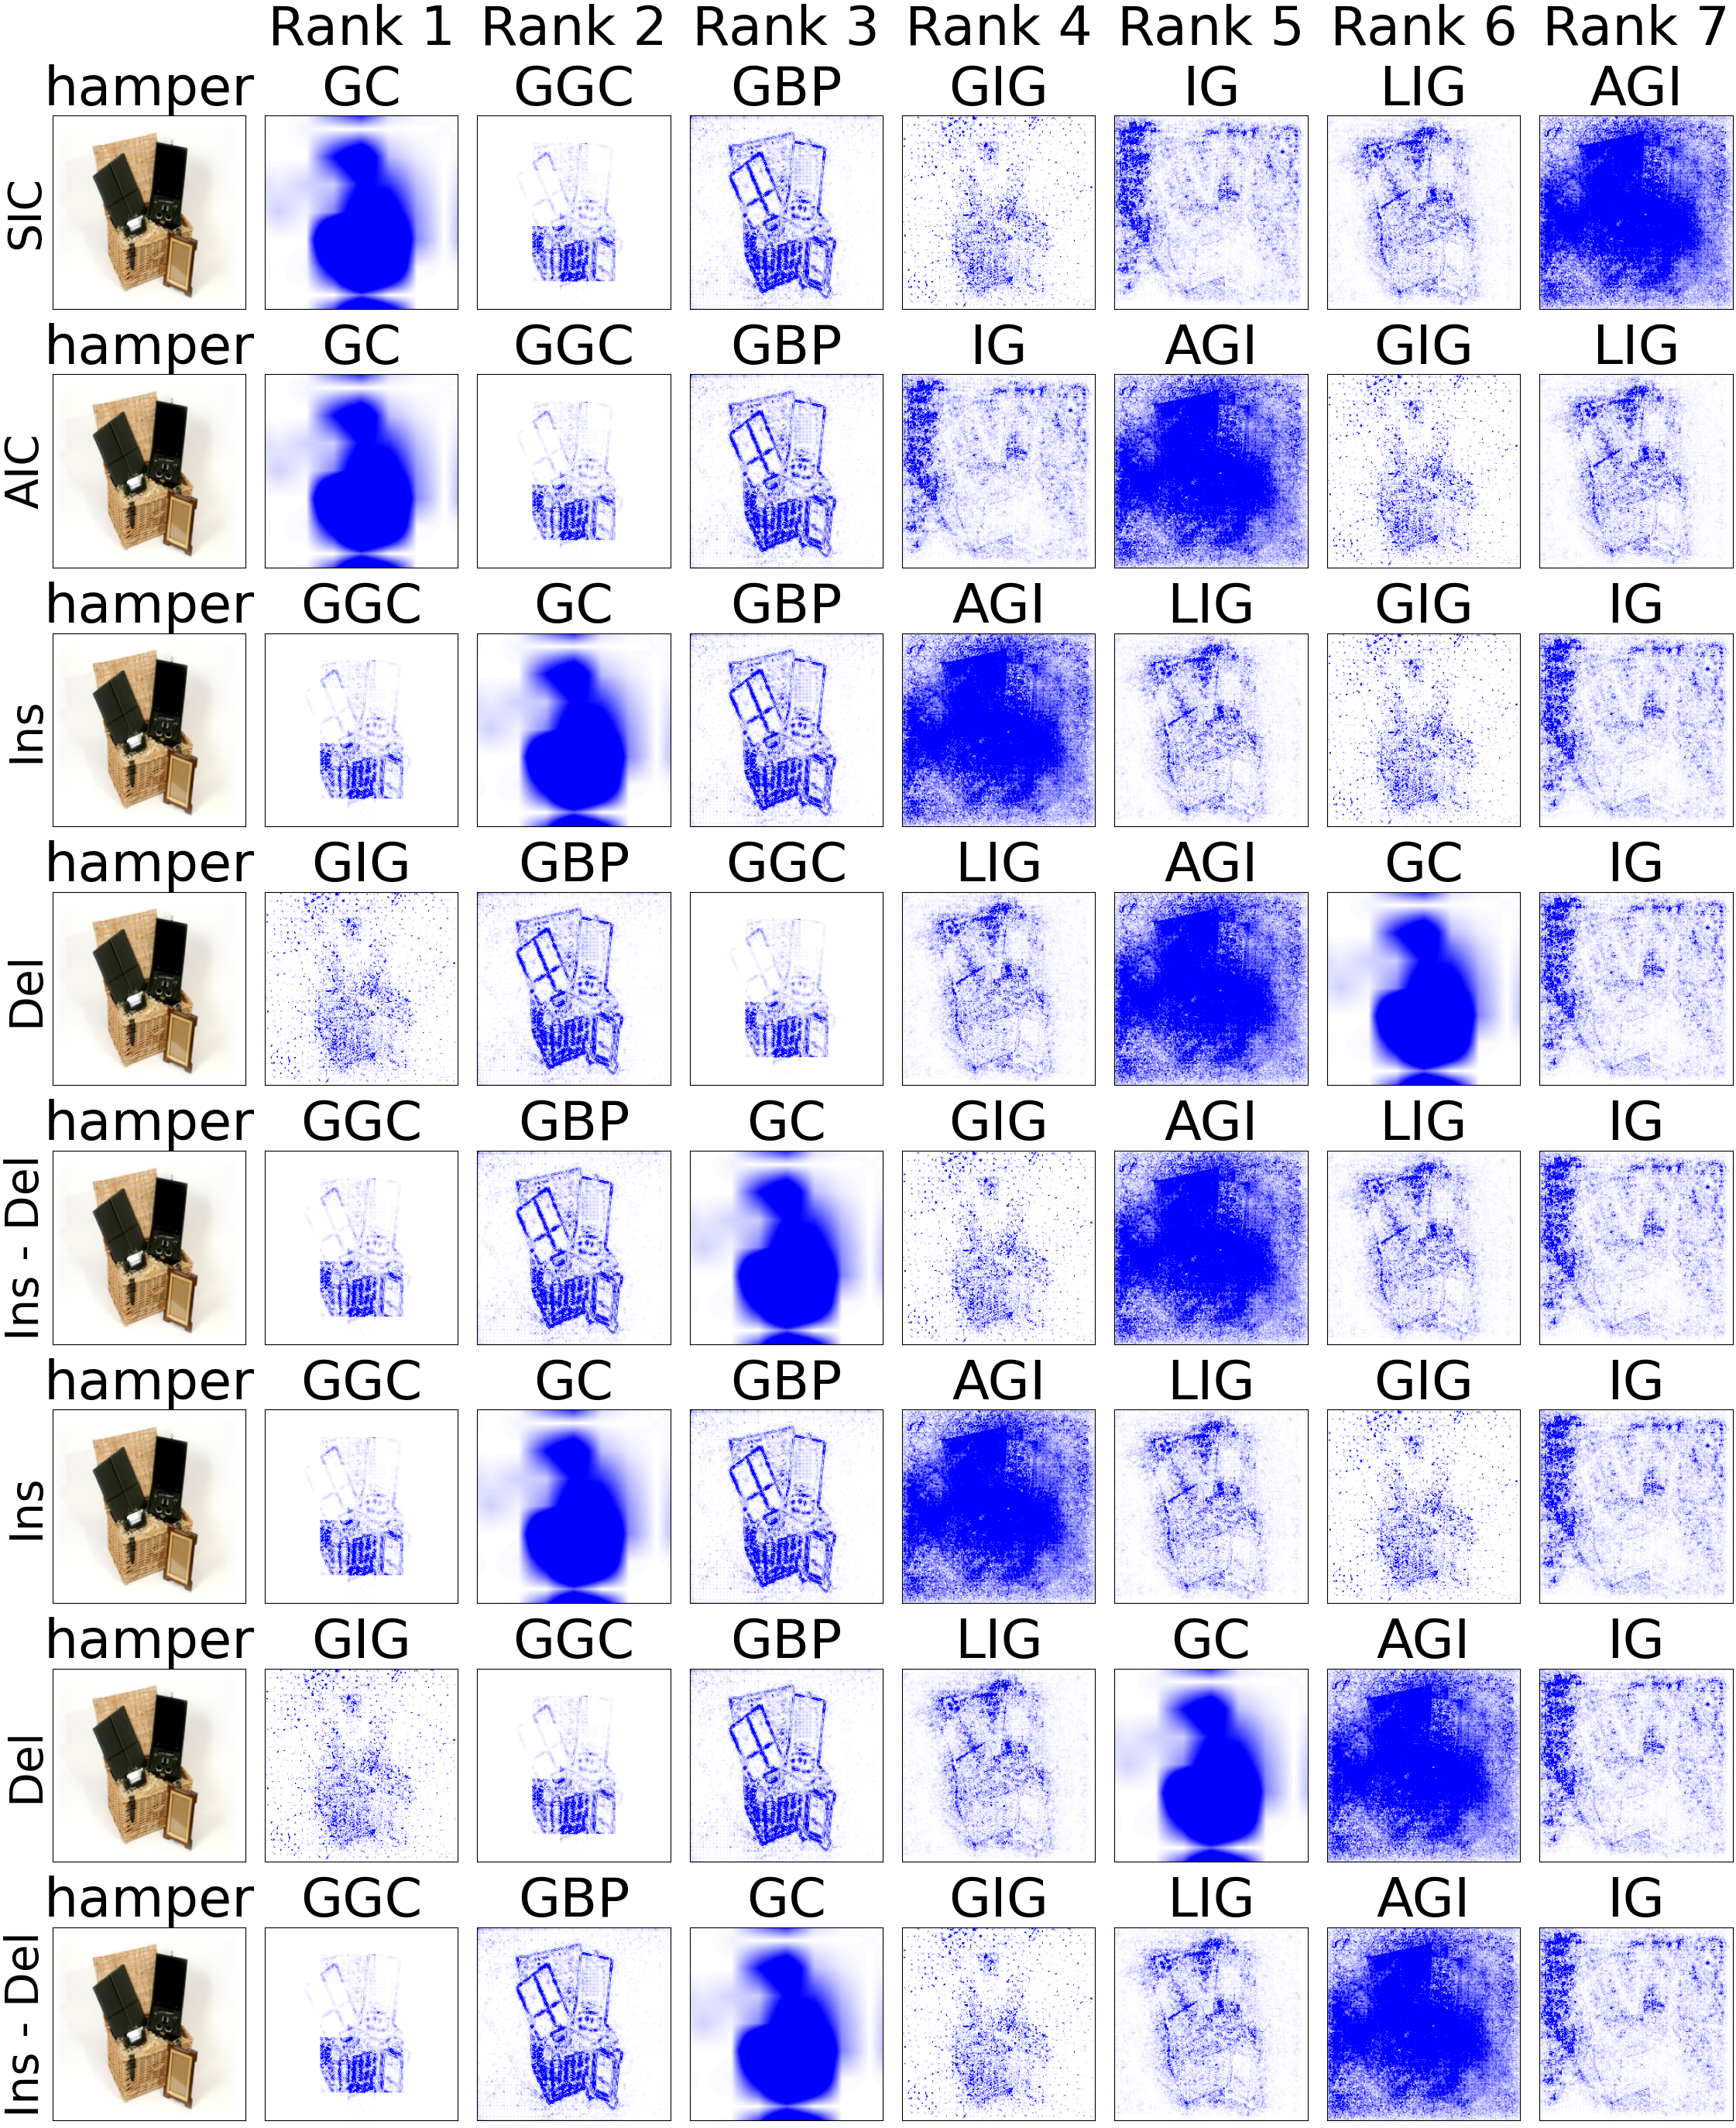 Rank 1 Rank 2 Rank 3 Rank 4 Rank 5 Rank 6 Rank 7
hamper GC GGC GBP GIG IG LIG AGI
SIC
hamper GC GGC GBP IG AGI GIG LIG
AIC
hamper GGC GC GBP AGI LIG GIG IG
Ins
hamper GIG GBP GGC LIG AGI GC IG
Del
hamper GGC GBP GC GIG AGI LIG IG
Ins - Del
hamper GGC GC GBP AGI LIG GIG IG
Ins
hamper GIG GGC GBP LIG GC AGI IG
Del
hamper GGC GBP GC GIG LIG AGI IG
Ins - Del